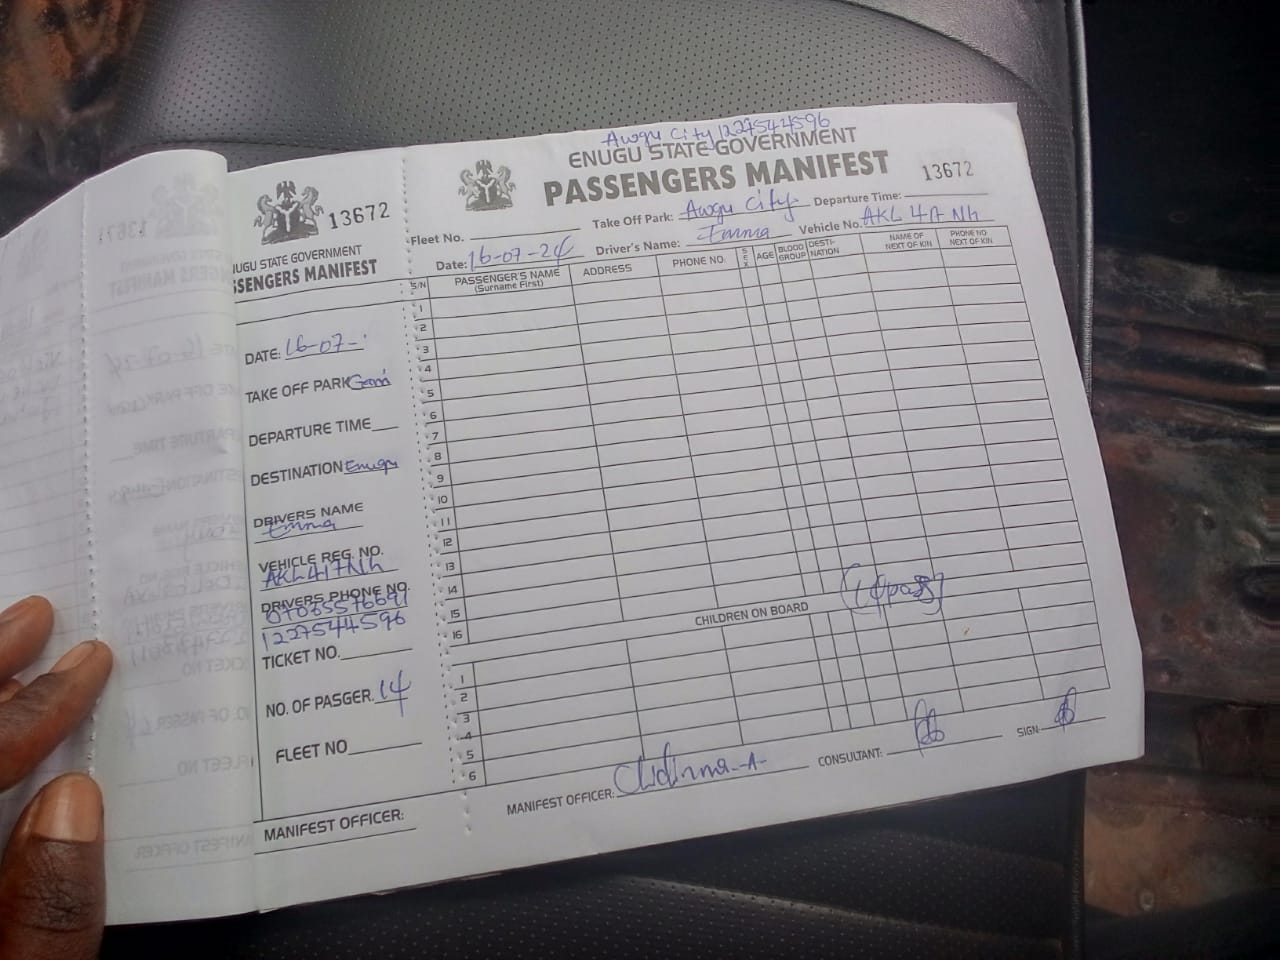 13672
UGU STATE GOVERNMENT
SSENGERS MANIFEST
DATE: 16-07-
TAKE OFF PARK
DEPARTURE TIME
DESTINATION Enugu
DRIVERS NAME
Emma
VEHICLE REG. NO.
AKL417Nh
DRIVERS PHONE NO.
1227544596
TICKET NO.
NO. OF PASGER. 14
FLEET NO
MANIFEST OFFICER:
Awgu City 1227544596
ENUGU STATE GOVERNMENT
PASSENGERS MANIFEST
13672
Fleet No. Take Off Park: Awgu City Departure Time:
Date: 16-07-24 Driver's Name: Emma Vehicle No. AKL 417 Nh
S/N PASSENGER'S NAME (Surname First) ADDRESS PHONE NO. SEX AGE BLOOD GROUP DESTI-NATION NAME OF NEXT OF KIN PHONE NO NEXT OF KIN
1
2
3
4
5
6
7
8
9
10
11
12
13
14
15
16
CHILDREN ON BOARD
1
2
3
4
5
6
MANIFEST OFFICER: Chidinma-A- CONSULTANT: SIGN